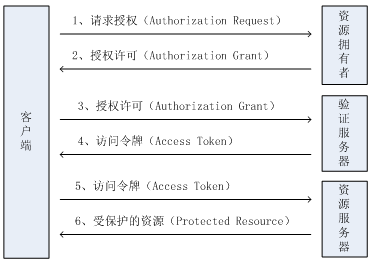 客户端
1、请求授权（Authorization Request）
2、授权许可（Authorization Grant）
资源拥有者
3、授权许可（Authorization Grant）
4、访问令牌（Access Token）
验证服务器
5、访问令牌（Access Token）
6、受保护的资源（Protected Resource）
资源服务器